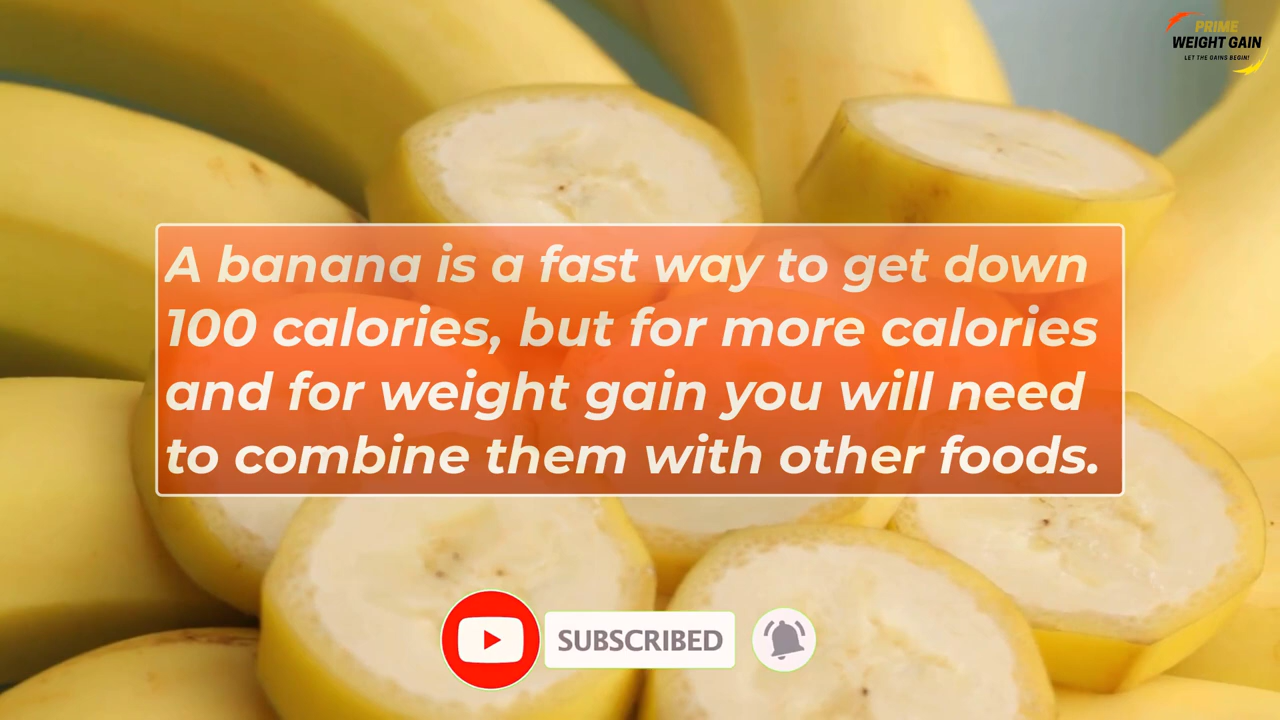 PRIME
WEIGHT GAIN
LET THE GAINS BEGIN!
A banana is a fast way to get down
100 calories, but for more calories
and for weight gain you will need
to combine them with other foods.
SUBSCRIBED